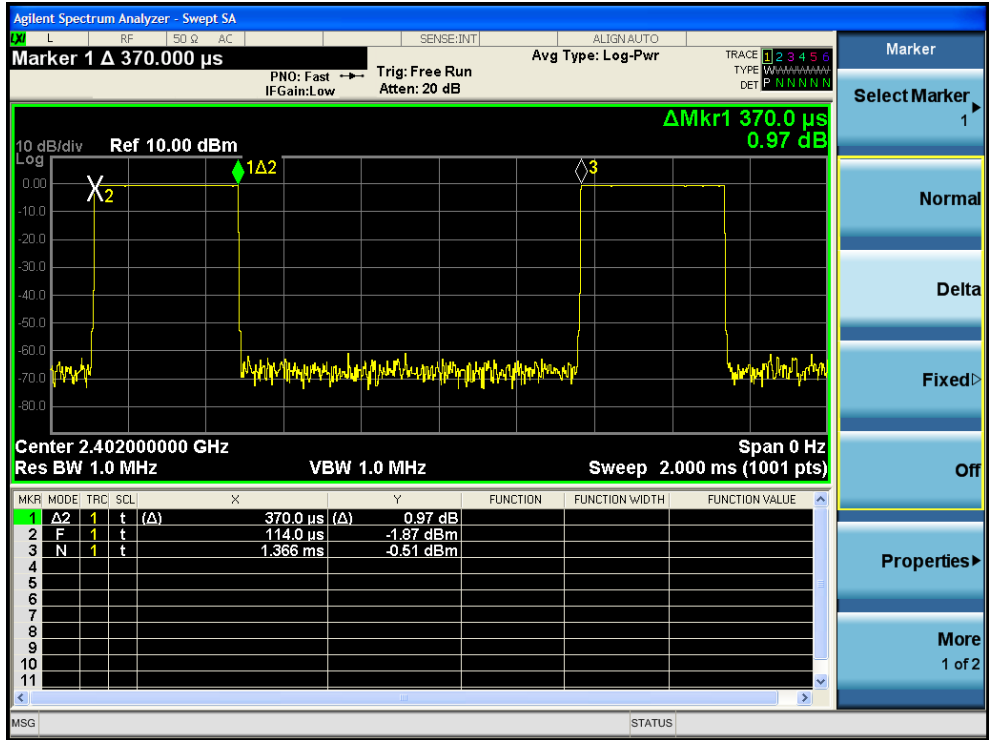 Agilent Spectrum Analyzer - Swept SA
LXI L RF 50 Ω AC SENSE:INT ALIGN AUTO
Marker 1 Δ 370.000 µs
PNO: Fast
IFGain:Low
Trig: Free Run
Atten: 20 dB
Avg Type: Log-Pwr
TRACE 1 2 3 4 5 6
TYPE W
DET P N N N N N
ΔMkr1 370.0 µs
0.97 dB
10 dB/div Ref 10.00 dBm
Log
1Δ2
3
0.00
2
-10.0
-20.0
-30.0
-40.0
-50.0
-60.0
-70.0
-80.0
Center 2.402000000 GHz Span 0 Hz
Res BW 1.0 MHz VBW 1.0 MHz Sweep 2.000 ms (1001 pts)
MKR MODE TRC SCL X Y FUNCTION FUNCTION WIDTH FUNCTION VALUE
1 Δ2 1 t (Δ) 370.0 µs (Δ) 0.97 dB
2 F 1 t 114.0 µs -1.87 dBm
3 N 1 t 1.366 ms -0.51 dBm
4
5
6
7
8
9
10
11
MSG STATUS
Marker
Select Marker
1
Normal
Delta
Fixed
Off
Properties
More
1 of 2